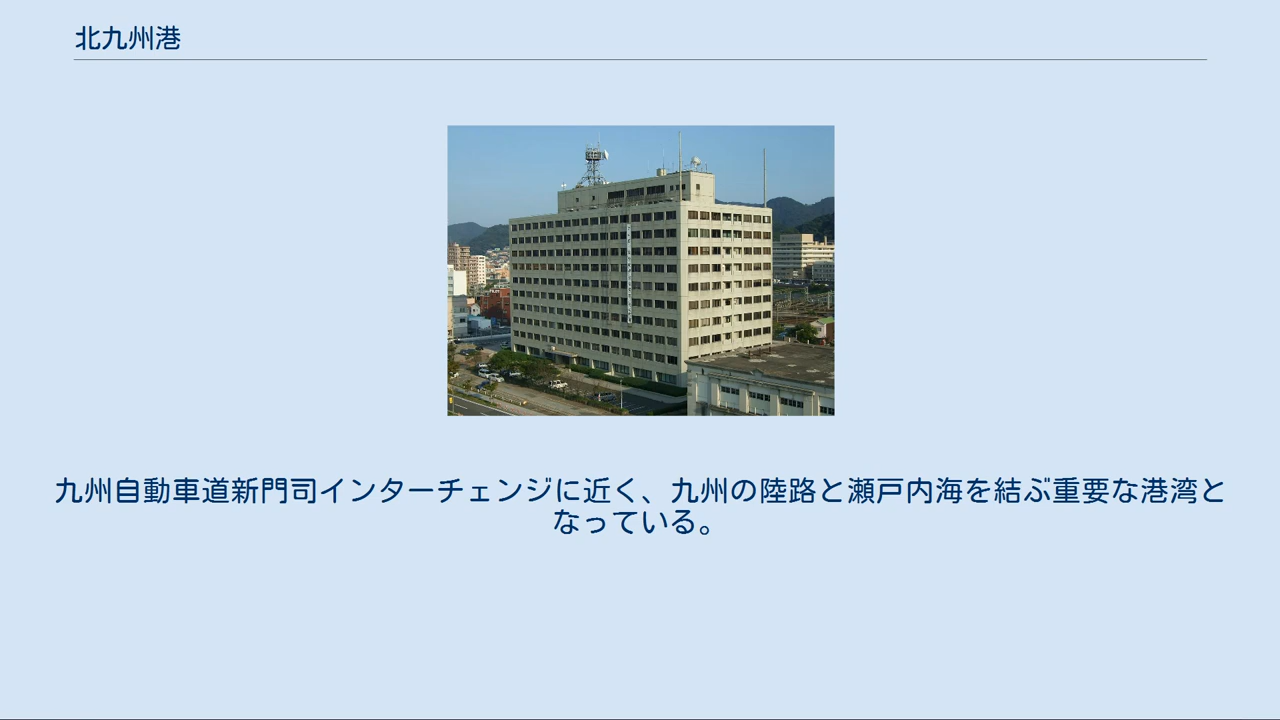 北九州港
九州自動車道新門司インターチェンジに近く、九州の陸路と瀬戸内海を結ぶ重要な港湾と
なっている。